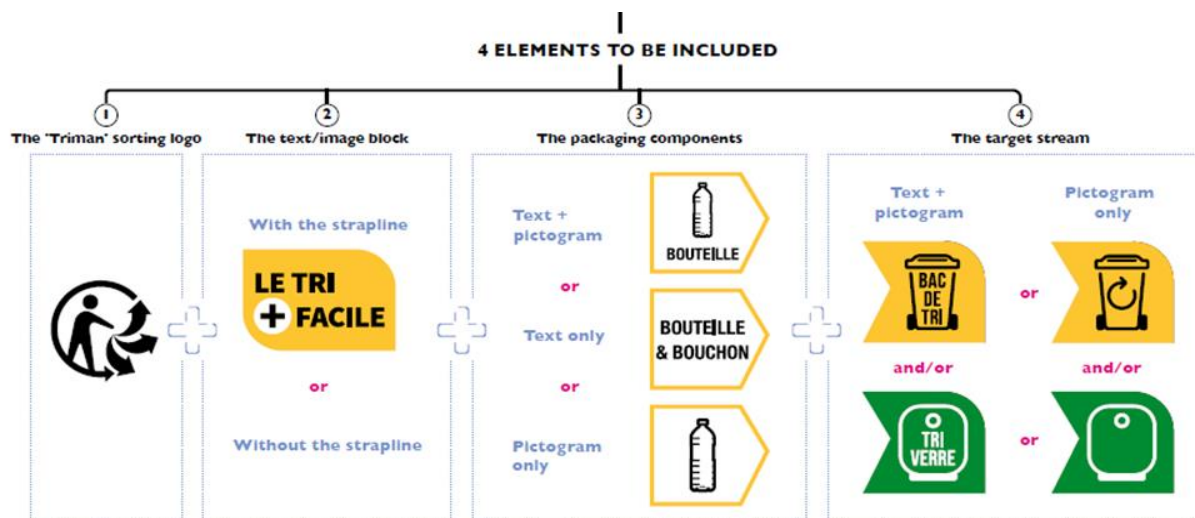 4 ELEMENTS TO BE INCLUDED
1
The 'Triman' sorting logo
2
The text/image block
3
The packaging components
4
The target stream
With the strapline
LE TRI
+ FACILE
or
Without the strapline
Text +
pictogram
BOUTEILLE
or
Text only
BOUTEILLE
& BOUCHON
or
Pictogram
only
Text +
pictogram
Pictogram
only
BAC
DE
TRI
or
and/or
and/or
TRI
VERRE
or